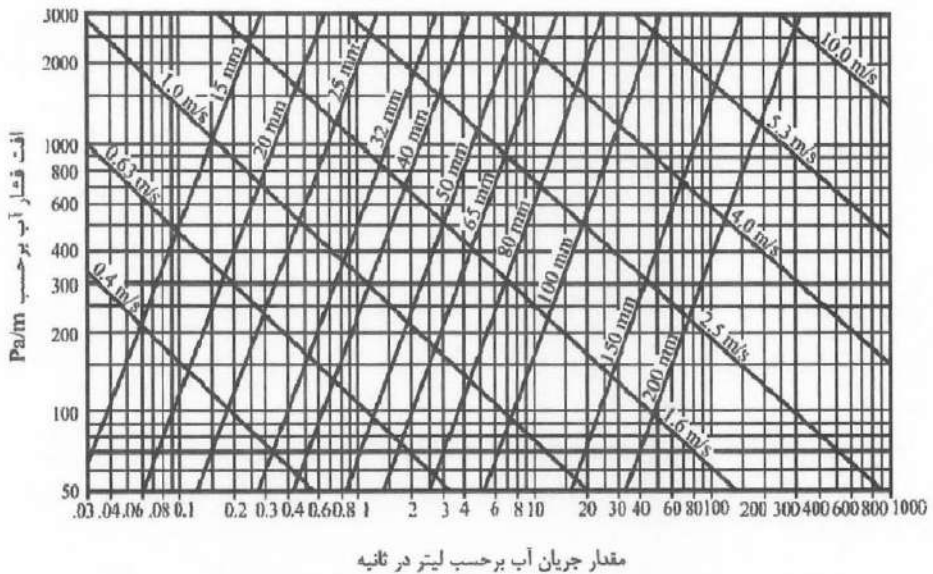 افت فشار آب برحسب Pa/m
3000
2000
1000
800
600
400
300
200
100
50
1.0 m/s
0.63 m/s
0.4 m/s
15 mm
20 mm
25 mm
32 mm
40 mm
50 mm
65 mm
80 mm
100 mm
150 mm
200 mm
10.0 m/s
5.3 m/s
4.0 m/s
2.5 m/s
1.6 m/s
.03 .04 .06 .08 0.1 0.2 0.3 0.4 0.6 0.8 1 2 3 4 6 8 10 20 30 40 60 80 100 200 300 400 600 800 1000
مقدار جریان آب برحسب لیتر در ثانیه